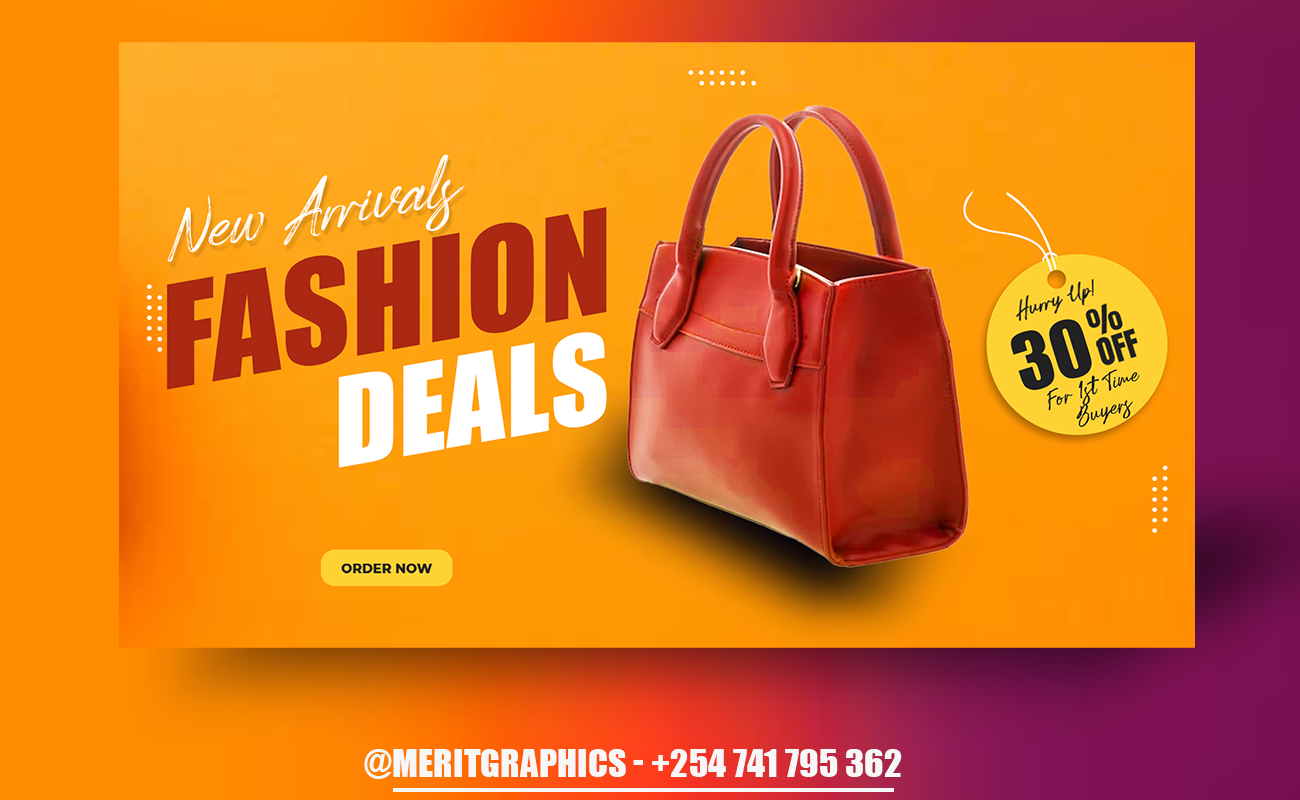 New Arrivals
FASHION
DEALS
Hurry Up!
30% OFF
For 1st Time
Buyers
ORDER NOW
@MERITGRAPHICS - +254 741 795 362